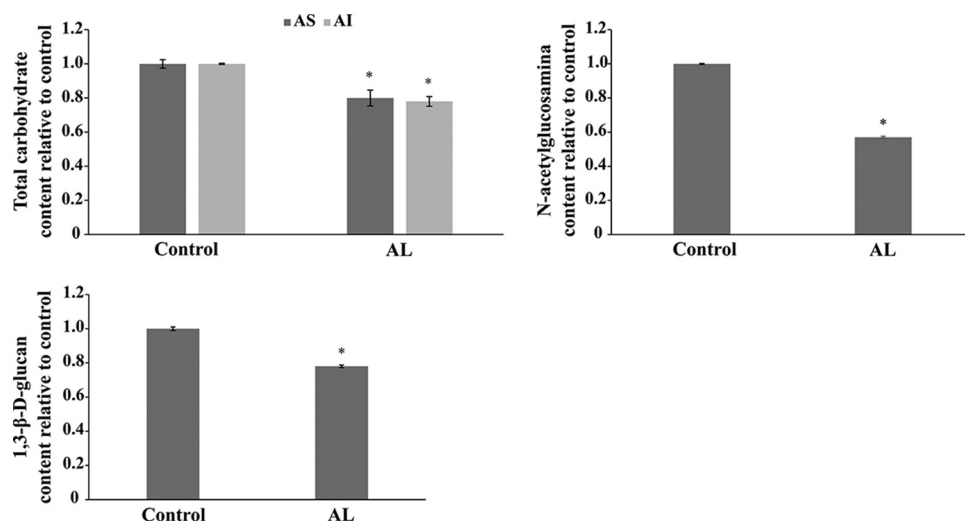 AS AI
Total carbohydrate
content relative to control
1.2
1.0
0.8
0.6
0.4
0.2
0
*
*
Control AL
N-acetylglucosamina
content relative to control
1.2
1.0
0.8
0.6
0.4
0.2
0
*
Control AL
1,3-β-D-glucan
content relative to control
1.2
1.0
0.8
0.6
0.4
0.2
0
*
Control AL